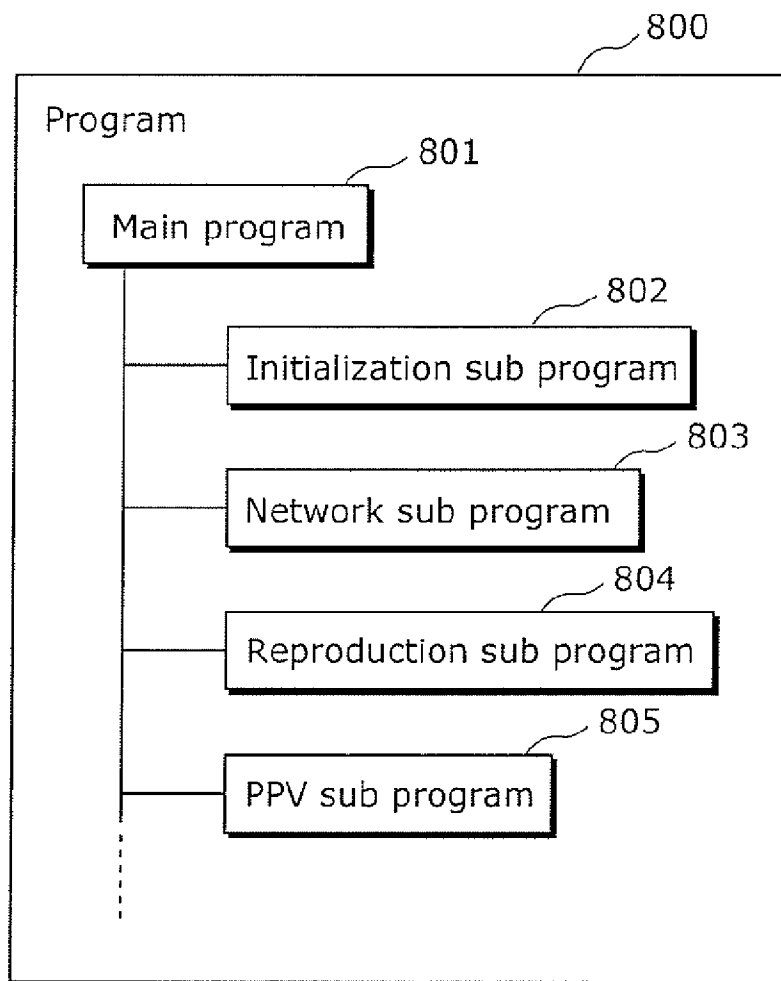 800
Program
801
Main program
802
Initialization sub program
803
Network sub program
804
Reproduction sub program
805
PPV sub program